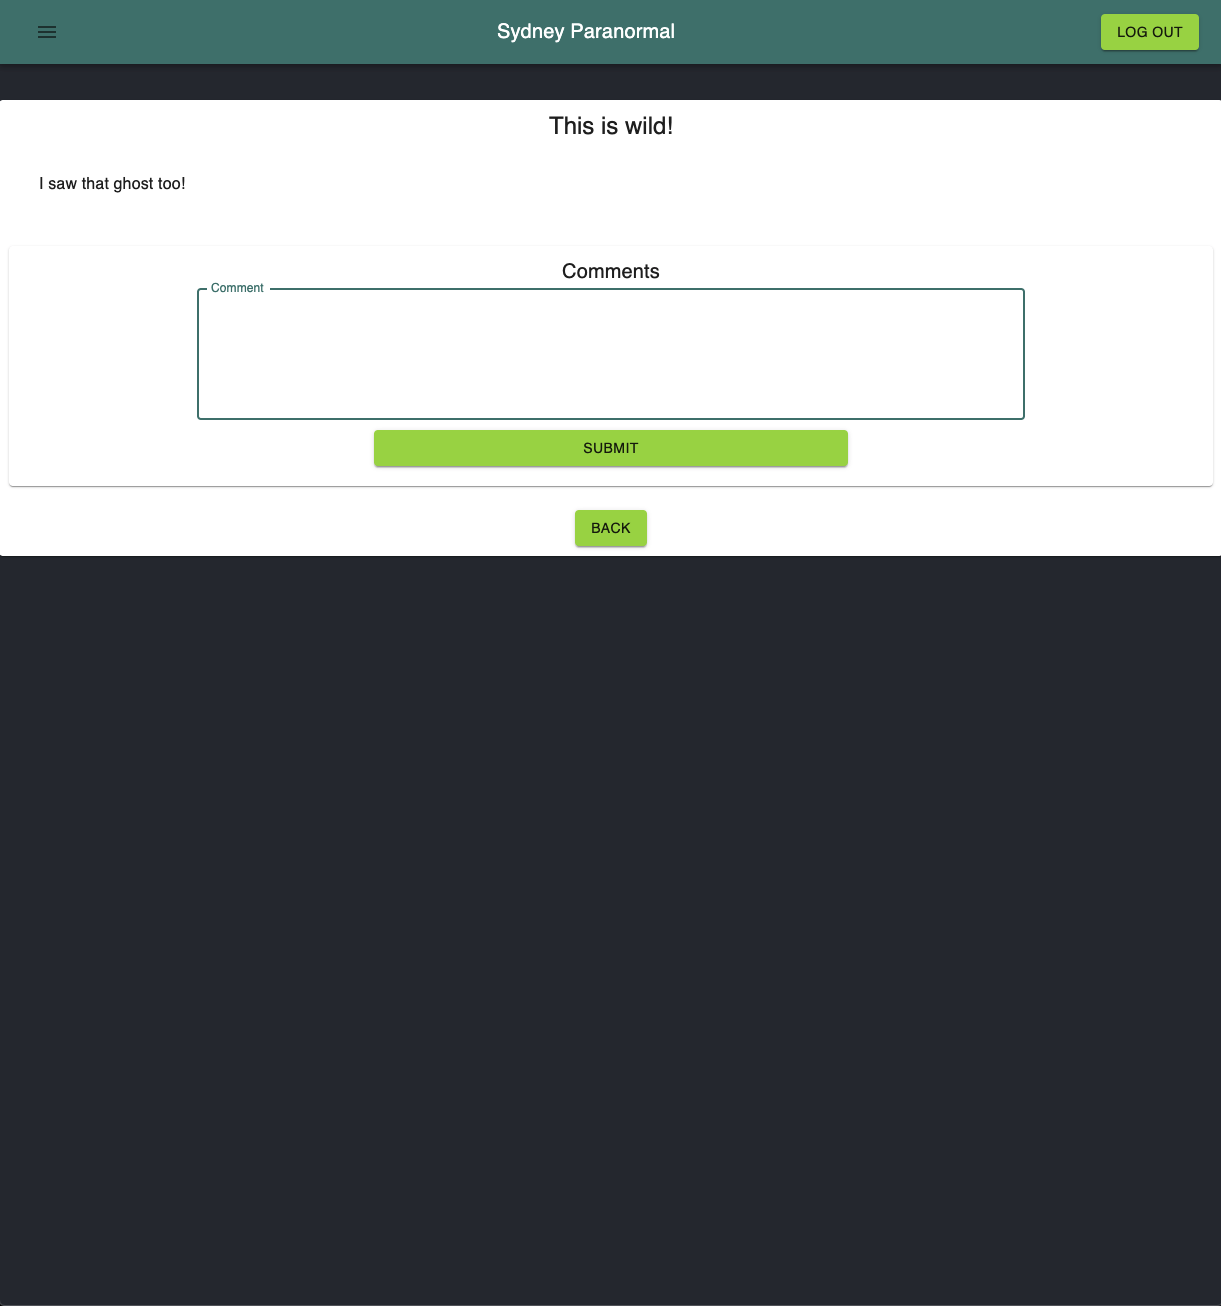 Sydney Paranormal
LOG OUT
This is wild!
I saw that ghost too!
Comments
Comment
SUBMIT
BACK